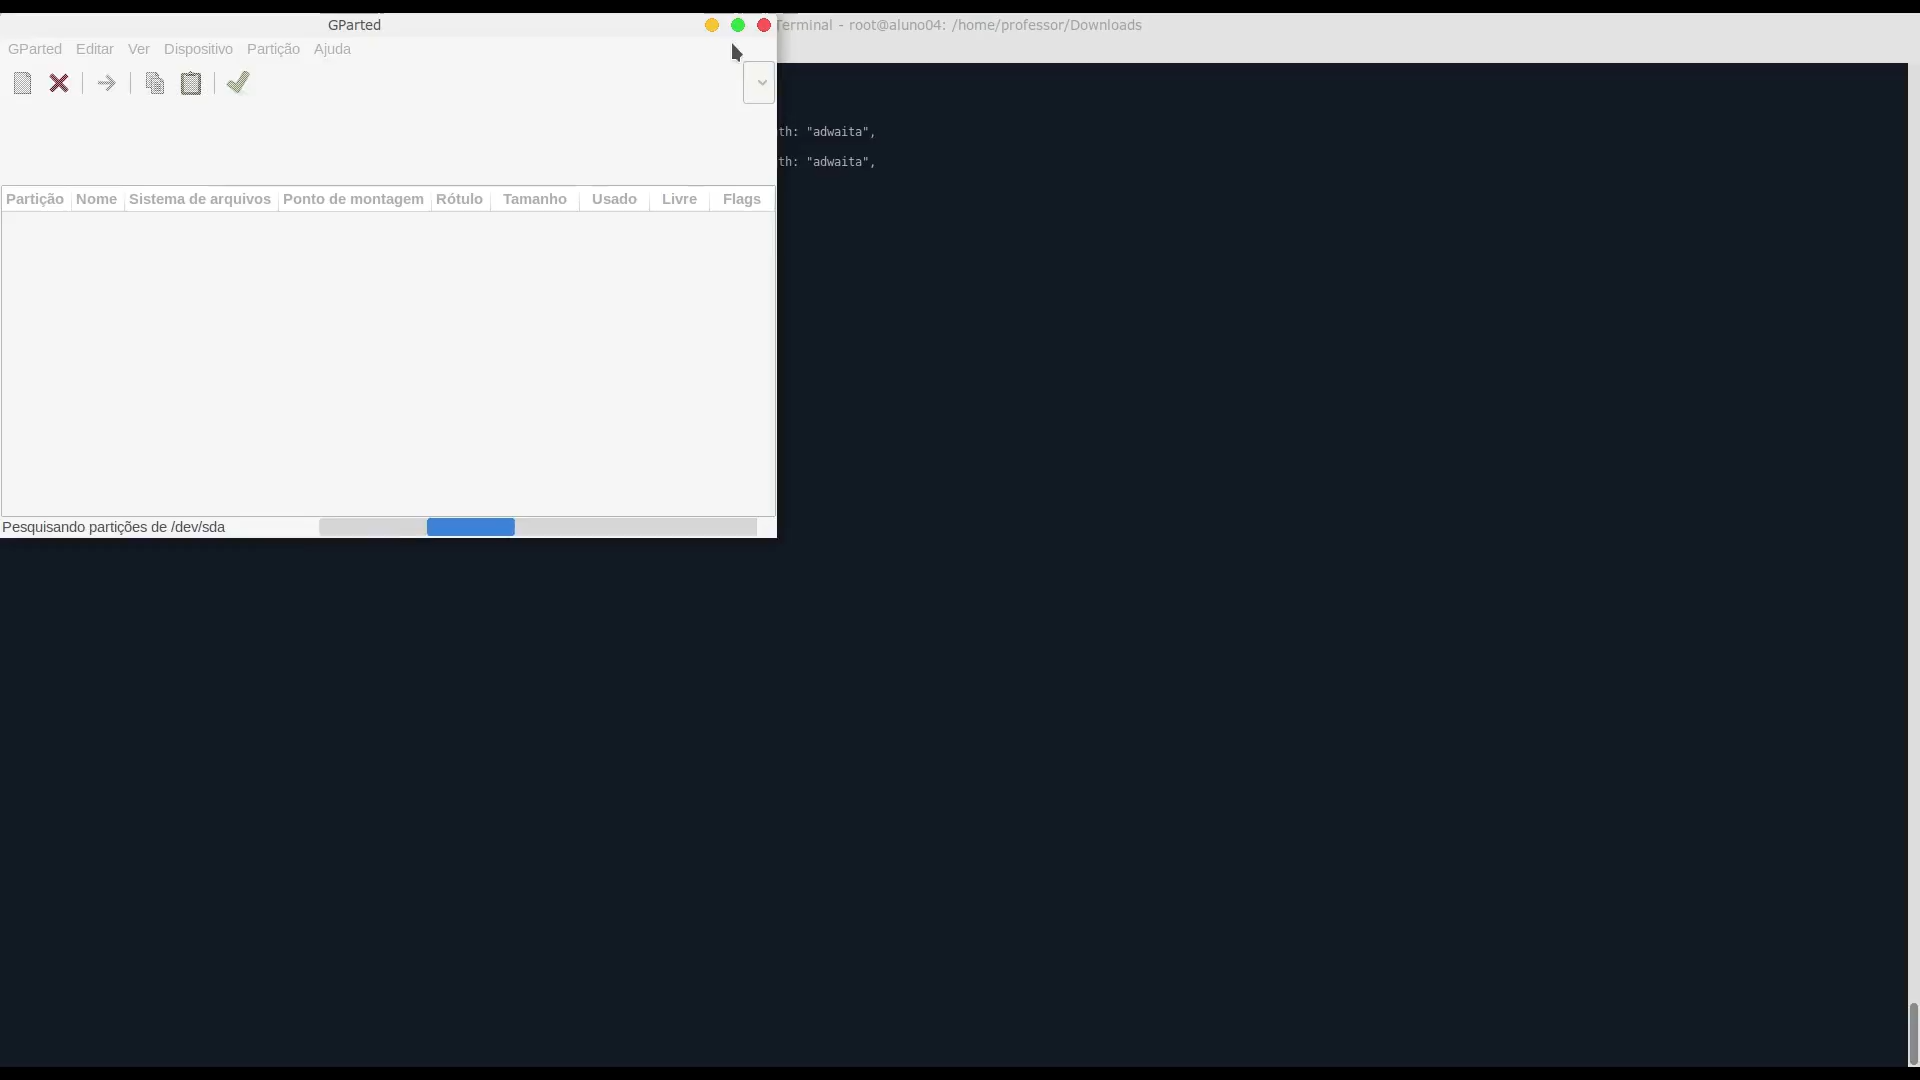 GParted
Terminal - root@aluno04: /home/professor/Downloads
GParted Editar Ver Dispositivo Partição Ajuda
th: "adwaita",
th: "adwaita",
Partição Nome Sistema de arquivos Ponto de montagem Rótulo Tamanho Usado Livre Flags
Pesquisando partições de /dev/sda